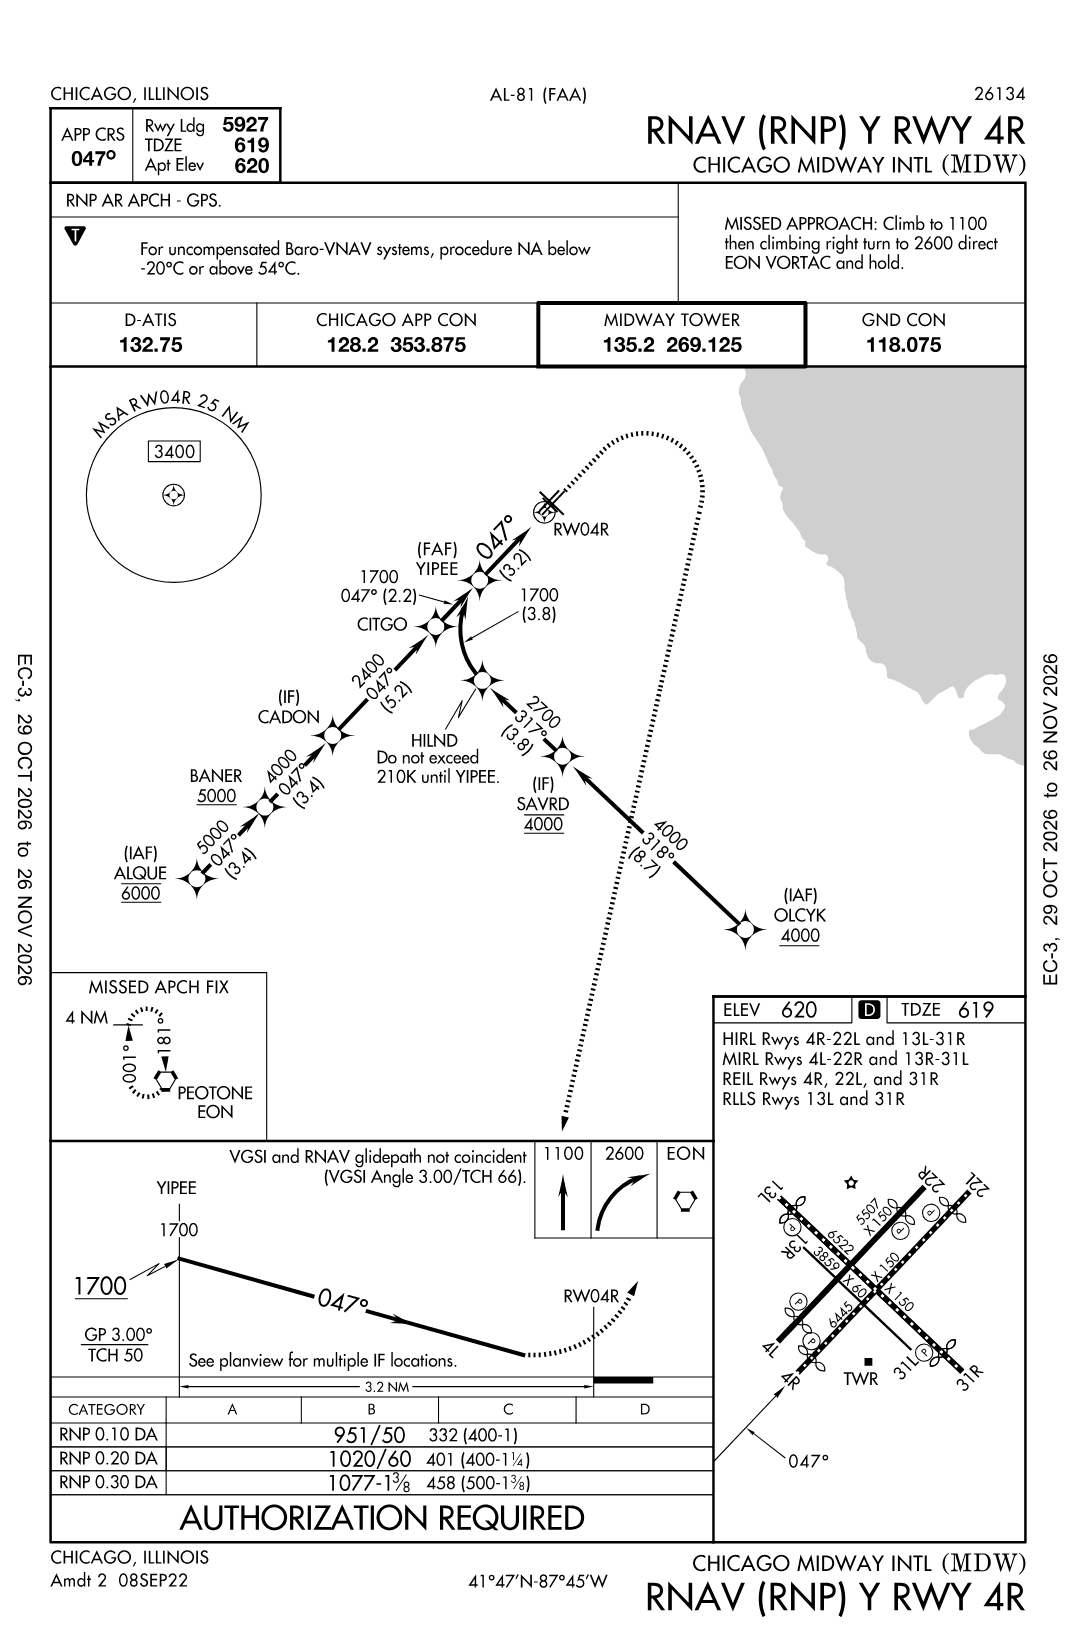 CHICAGO, ILLINOIS
AL-81 (FAA)
26134
RNAV (RNP) Y RWY 4R
CHICAGO MIDWAY INTL (MDW)
APP CRS
047°
Rwy Ldg 5927
TDZE 619
Apt Elev 620
RNP AR APCH - GPS.
T
For uncompensated Baro-VNAV systems, procedure NA below
-20°C or above 54°C.
MISSED APPROACH: Climb to 1100
then climbing right turn to 2600 direct
EON VORTAC and hold.
D-ATIS
132.75
CHICAGO APP CON
128.2 353.875
MIDWAY TOWER
135.2 269.125
GND CON
118.075
MSA RW04R 25 NM
3400
RW04R
047°
(3.2)
(FAF)
YIPEE
1700
047° (2.2)
1700
(3.8)
CITGO
2400
047°
(5.2)
(IF)
CADON
HILND
Do not exceed
210K until YIPEE.
2700
317°
(3.8)
BANER
5000
4000
047°
(3.4)
(IF)
SAVRD
4000
5000
047°
(3.4)
(IAF)
ALQUE
6000
4000
318°
(8.7)
(IAF)
OLCYK
4000
EC-3, 29 OCT 2026 to 26 NOV 2026
EC-3, 29 OCT 2026 to 26 NOV 2026
MISSED APCH FIX
4 NM
181°
001°
PEOTONE
EON
ELEV 620
D
TDZE 619
HIRL Rwys 4R-22L and 13L-31R
MIRL Rwys 4L-22R and 13R-31L
REIL Rwys 4R, 22L, and 31R
RLLS Rwys 13L and 31R
13L
22R
22L
13R
5507 X 150
6522 X 150
3859 X 60
6445 X 150
P
P
P
P
P
P
4L
4R
31L
31R
TWR
047°
VGSI and RNAV glidepath not coincident
(VGSI Angle 3.00/TCH 66).
1100
2600
EON
YIPEE
1700
1700
047°
RW04R
GP 3.00°
TCH 50
See planview for multiple IF locations.
3.2 NM
CATEGORY A B C D
RNP 0.10 DA 951/50 332 (400-1)
RNP 0.20 DA 1020/60 401 (400-1¼)
RNP 0.30 DA 1077-1⅜ 458 (500-1⅜)
AUTHORIZATION REQUIRED
CHICAGO, ILLINOIS
Amdt 2 08SEP22
41°47'N-87°45'W
CHICAGO MIDWAY INTL (MDW)
RNAV (RNP) Y RWY 4R